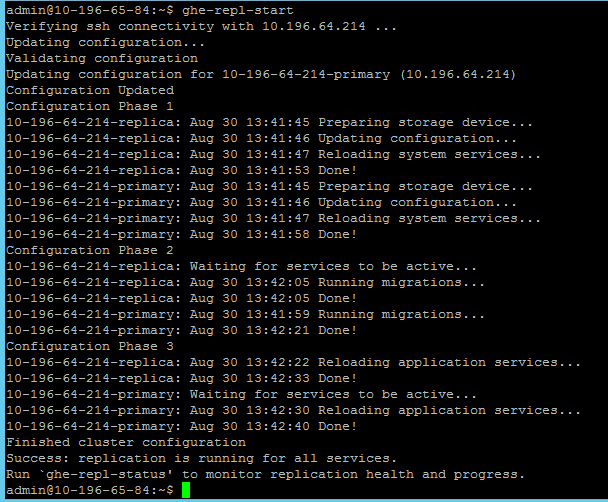 admin@10-196-65-84:~$ ghe-repl-start
Verifying ssh connectivity with 10.196.64.214 ...
Updating configuration...
Validating configuration
Updating configuration for 10-196-64-214-primary (10.196.64.214)
Configuration Updated
Configuration Phase 1
10-196-64-214-replica: Aug 30 13:41:45 Preparing storage device...
10-196-64-214-replica: Aug 30 13:41:46 Updating configuration...
10-196-64-214-replica: Aug 30 13:41:47 Reloading system services...
10-196-64-214-replica: Aug 30 13:41:53 Done!
10-196-64-214-primary: Aug 30 13:41:45 Preparing storage device...
10-196-64-214-primary: Aug 30 13:41:46 Updating configuration...
10-196-64-214-primary: Aug 30 13:41:47 Reloading system services...
10-196-64-214-primary: Aug 30 13:41:58 Done!
Configuration Phase 2
10-196-64-214-replica: Waiting for services to be active...
10-196-64-214-replica: Aug 30 13:42:05 Running migrations...
10-196-64-214-replica: Aug 30 13:42:05 Done!
10-196-64-214-primary: Aug 30 13:41:59 Running migrations...
10-196-64-214-primary: Aug 30 13:42:21 Done!
Configuration Phase 3
10-196-64-214-replica: Aug 30 13:42:22 Reloading application services...
10-196-64-214-replica: Aug 30 13:42:33 Done!
10-196-64-214-primary: Waiting for services to be active...
10-196-64-214-primary: Aug 30 13:42:30 Reloading application services...
10-196-64-214-primary: Aug 30 13:42:40 Done!
Finished cluster configuration
Success: replication is running for all services.
Run `ghe-repl-status' to monitor replication health and progress.
admin@10-196-65-84:~$